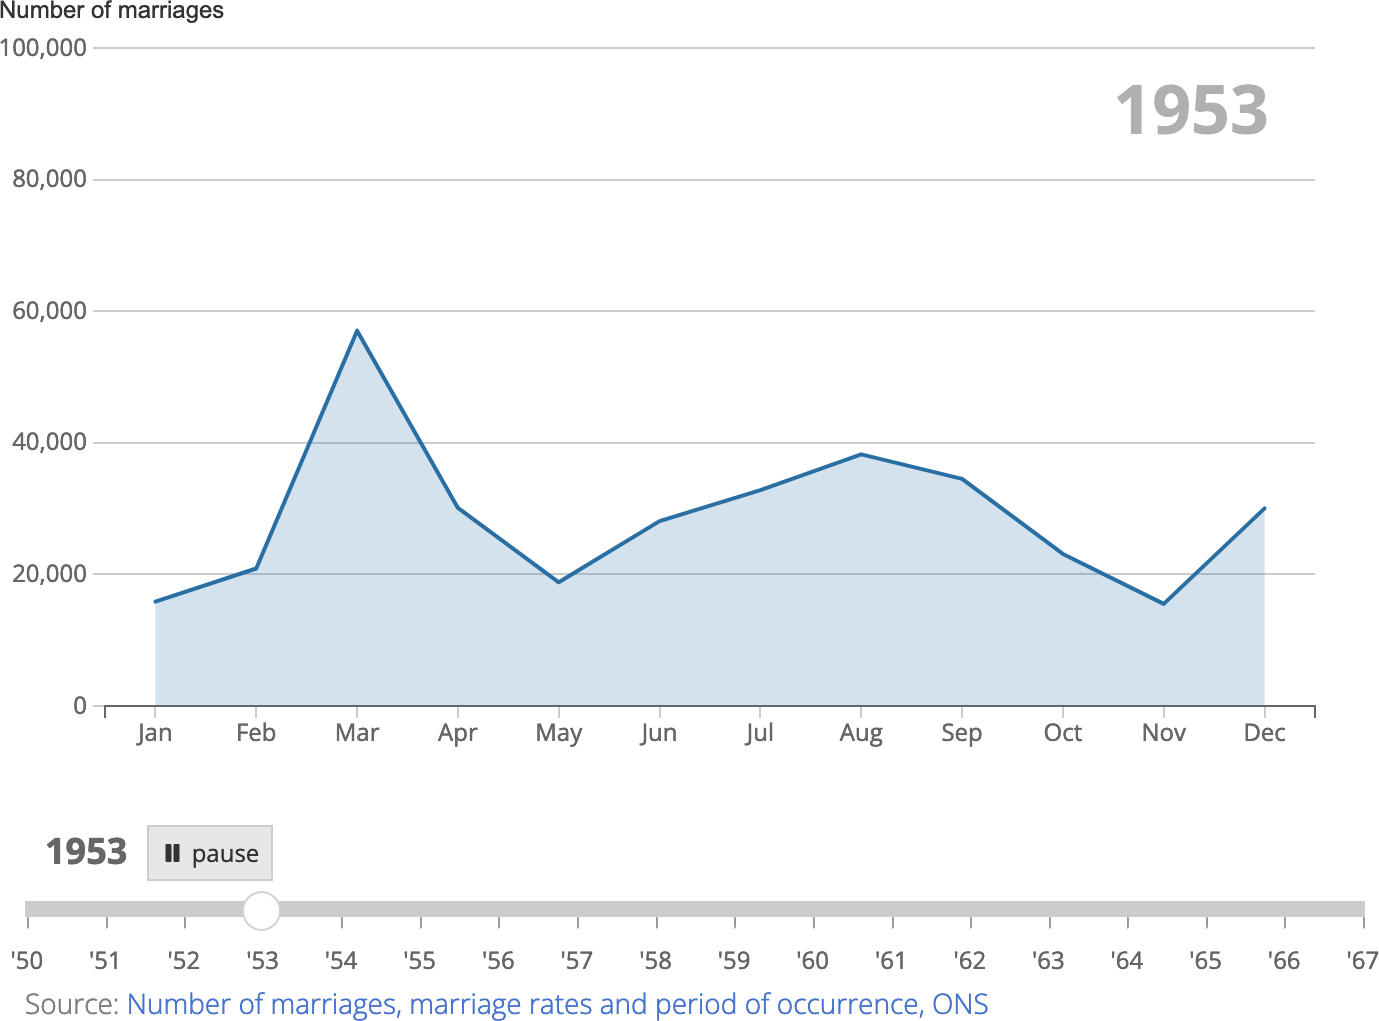 Number of marriages
100,000
1953
80,000
60,000
40,000
20,000
0
Jan Feb Mar Apr May Jun Jul Aug Sep Oct Nov Dec
1953 pause
'50 '51 '52 '53 '54 '55 '56 '57 '58 '59 '60 '61 '62 '63 '64 '65 '66 '67
Source: Number of marriages, marriage rates and period of occurrence, ONS